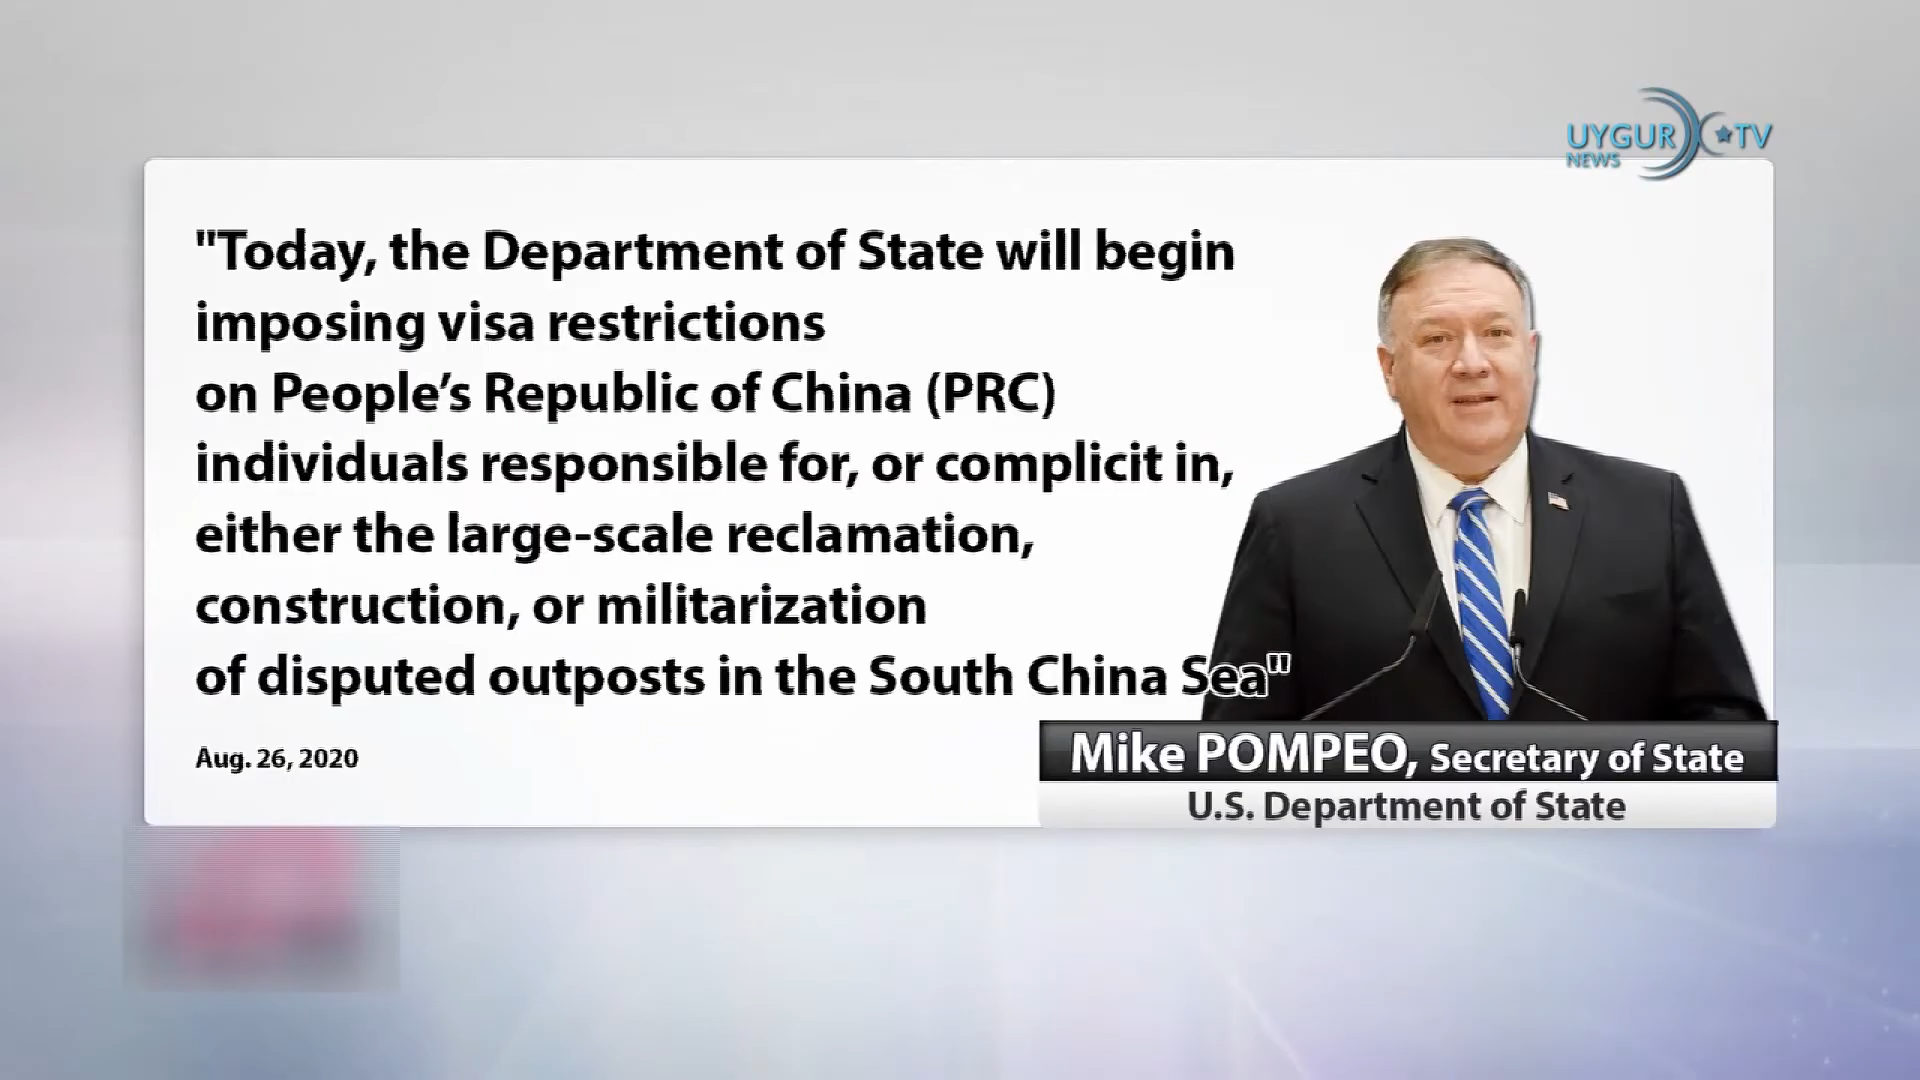 UYGUR TV
NEWS
"Today, the Department of State will begin
imposing visa restrictions
on People’s Republic of China (PRC)
individuals responsible for, or complicit in,
either the large-scale reclamation,
construction, or militarization
of disputed outposts in the South China Sea"
Aug. 26, 2020
Mike POMPEO, Secretary of State
U.S. Department of State